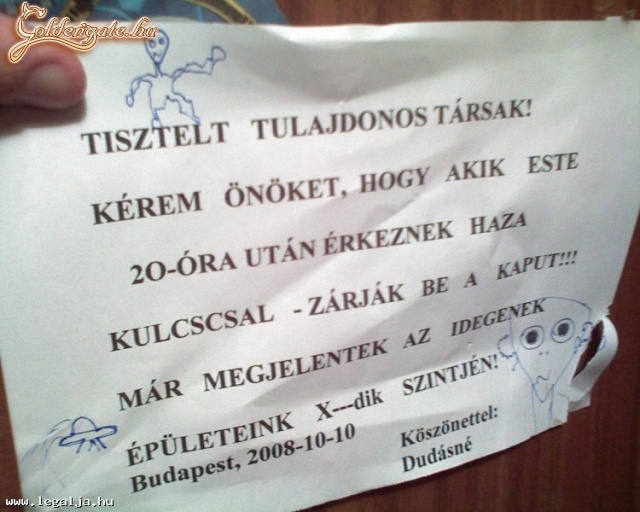 Goldengate.hu
TISZTELT TULAJDONOS TÁRSAK!
KÉREM ÖNÖKET, HOGY AKIK ESTE
2O-ÓRA UTÁN ÉRKEZNEK HAZA
KULCSCSAL - ZÁRJÁK BE A KAPUT!!!
MÁR MEGJELENTEK AZ IDEGENEK
ÉPÜLETEINK X---dik SZINTJÉN!
Budapest, 2008-10-10
Köszönettel:
Dudásné
www.legalja.hu